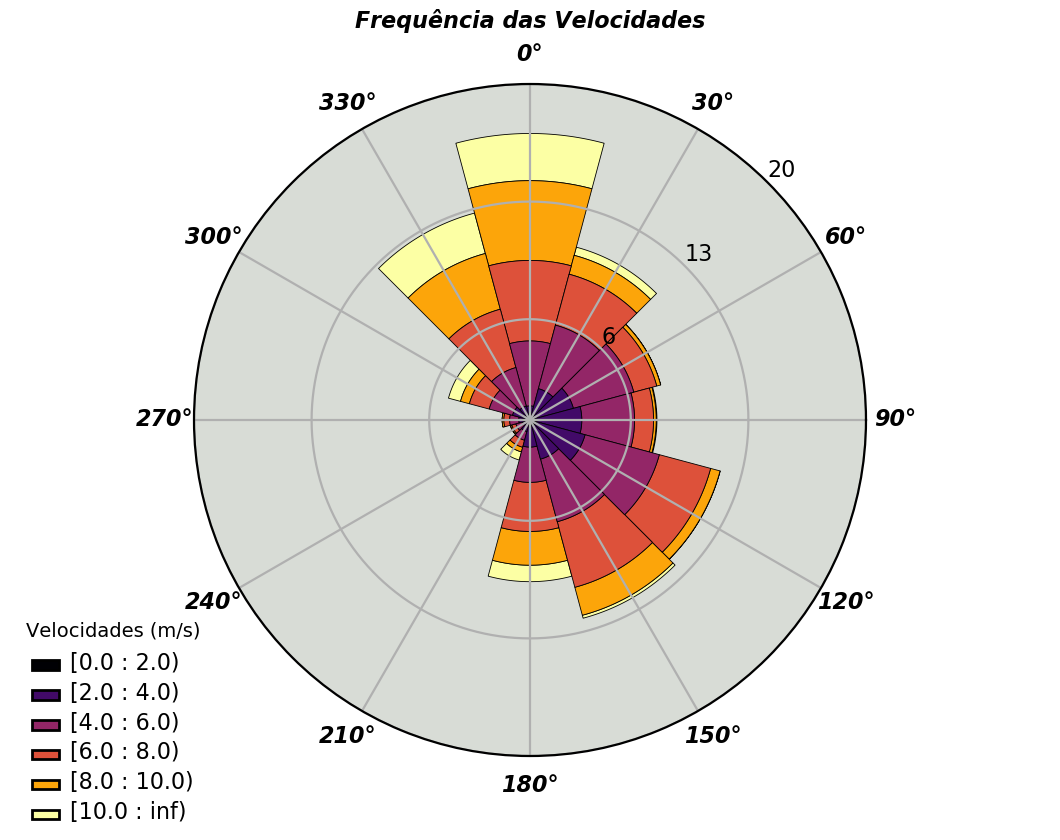 Frequência das Velocidades
0°
330°
30°
20
300°
60°
13
6
270°
90°
240°
120°
210°
150°
180°
Velocidades (m/s)
[0.0 : 2.0)
[2.0 : 4.0)
[4.0 : 6.0)
[6.0 : 8.0)
[8.0 : 10.0)
[10.0 : inf)